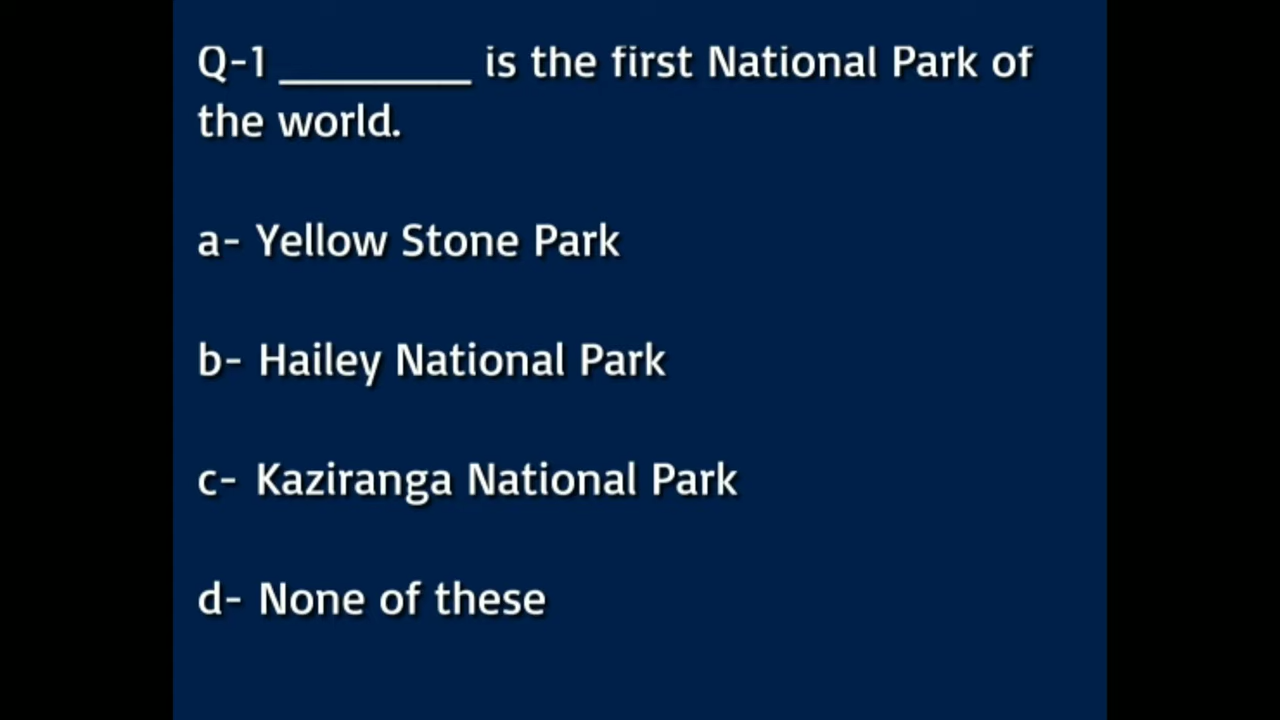 Q-1 ________ is the first National Park of
the world.
a- Yellow Stone Park
b- Hailey National Park
c- Kaziranga National Park
d- None of these